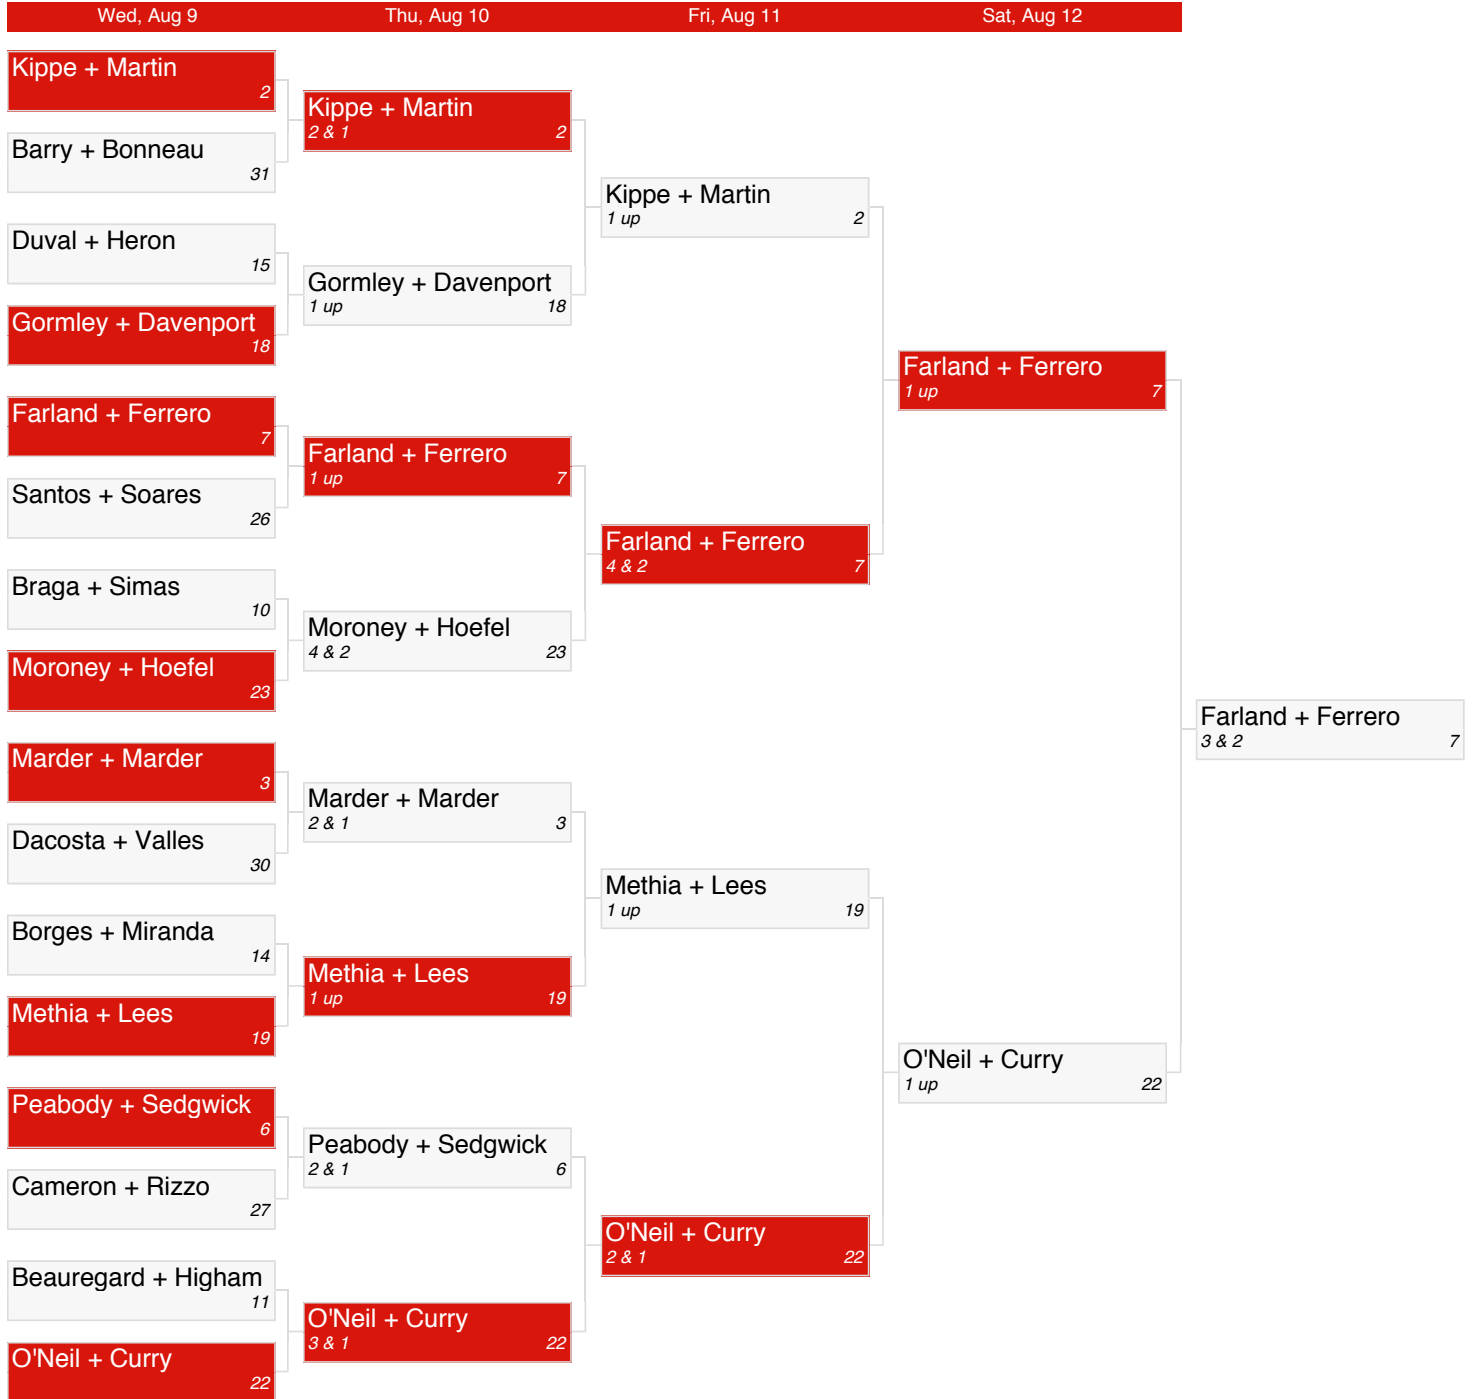 Wed, Aug 9
Thu, Aug 10
Fri, Aug 11
Sat, Aug 12
Kippe + Martin
2
Barry + Bonneau
31
Duval + Heron
15
Gormley + Davenport
18
Farland + Ferrero
7
Santos + Soares
26
Braga + Simas
10
Moroney + Hoefel
23
Marder + Marder
3
Dacosta + Valles
30
Borges + Miranda
14
Methia + Lees
19
Peabody + Sedgwick
6
Cameron + Rizzo
27
Beauregard + Higham
11
O'Neil + Curry
22
Kippe + Martin
2 & 1 2
Gormley + Davenport
1 up 18
Farland + Ferrero
1 up 7
Moroney + Hoefel
4 & 2 23
Marder + Marder
2 & 1 3
Methia + Lees
1 up 19
Peabody + Sedgwick
2 & 1 6
O'Neil + Curry
3 & 1 22
Kippe + Martin
1 up 2
Farland + Ferrero
4 & 2 7
Methia + Lees
1 up 19
O'Neil + Curry
2 & 1 22
Farland + Ferrero
1 up 7
O'Neil + Curry
1 up 22
Farland + Ferrero
3 & 2 7